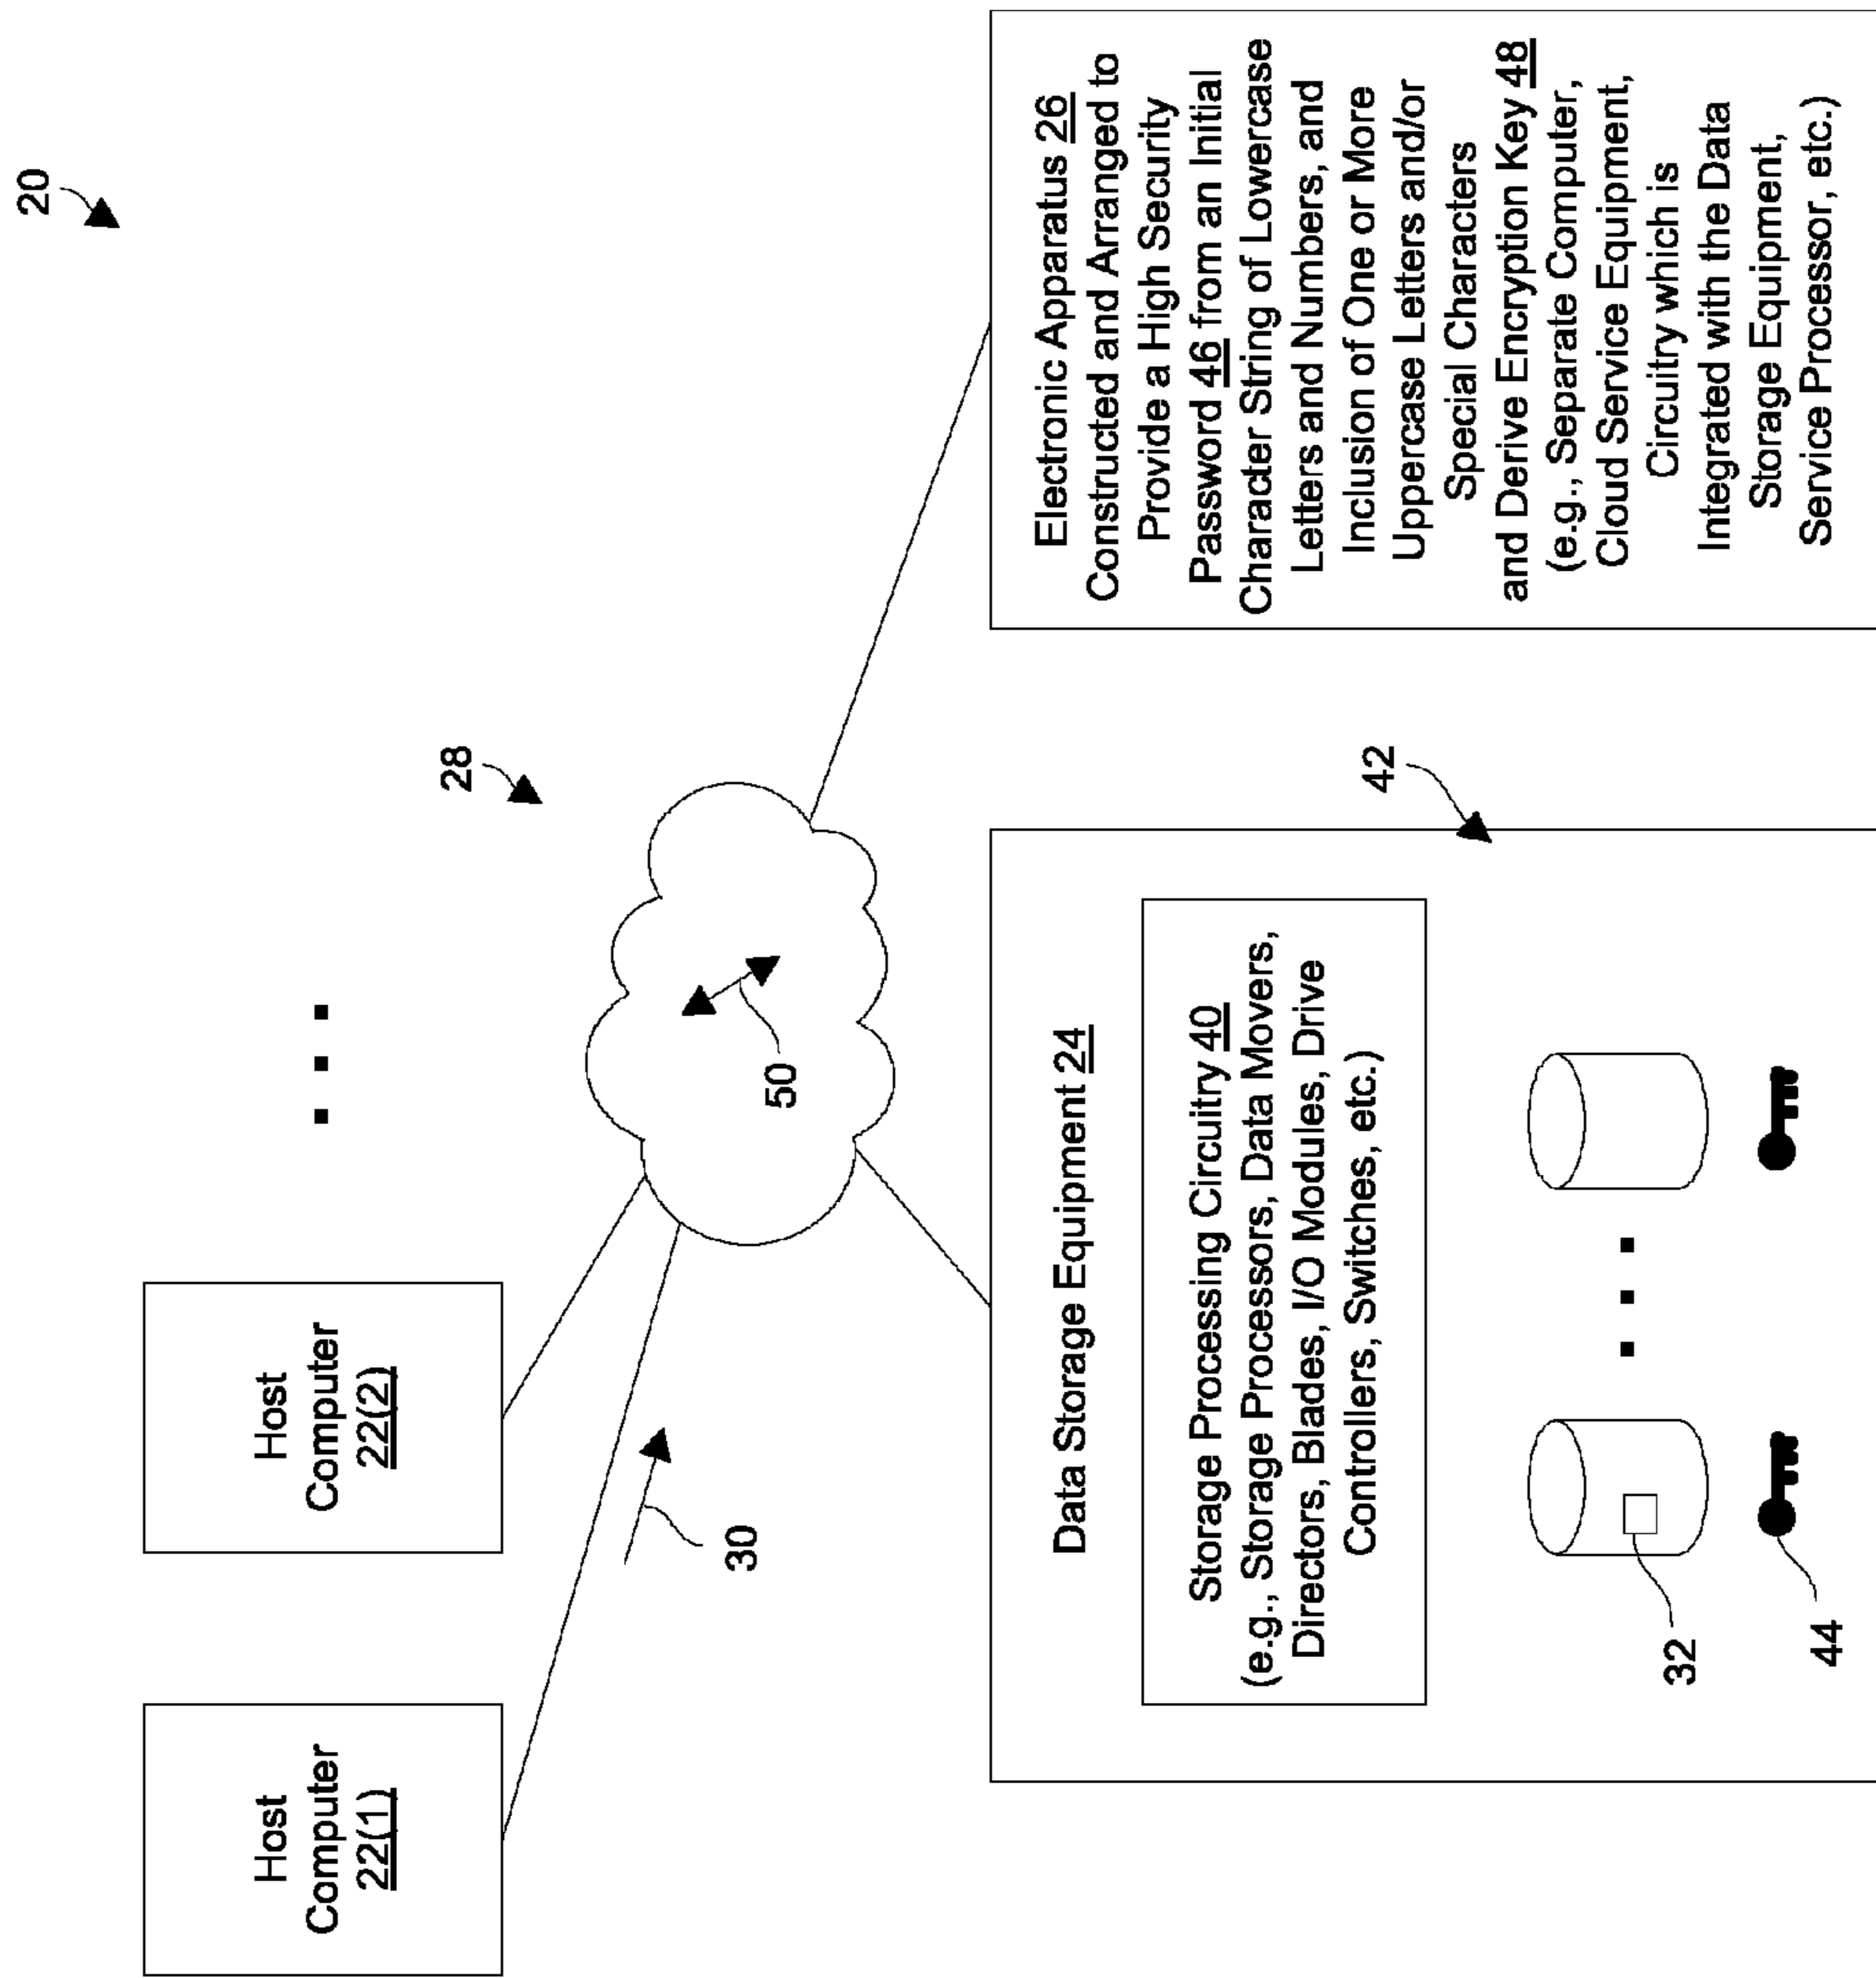 20
Host
Computer
22(1)
Host
Computer
22(2)
28
30
50
Data Storage Equipment 24
42
Storage Processing Circuitry 40
(e.g., Storage Processors, Data Movers,
Directors, Blades, I/O Modules, Drive
Controllers, Switches, etc.)
32
44
Electronic Apparatus 26
Constructed and Arranged to
Provide a High Security
Password 46 from an Initial
Character String of Lowercase
Letters and Numbers, and
Inclusion of One or More
Uppercase Letters and/or
Special Characters
and Derive Encryption Key 48
(e.g., Separate Computer,
Cloud Service Equipment,
Circuitry which is
Integrated with the Data
Storage Equipment,
Service Processor, etc.)